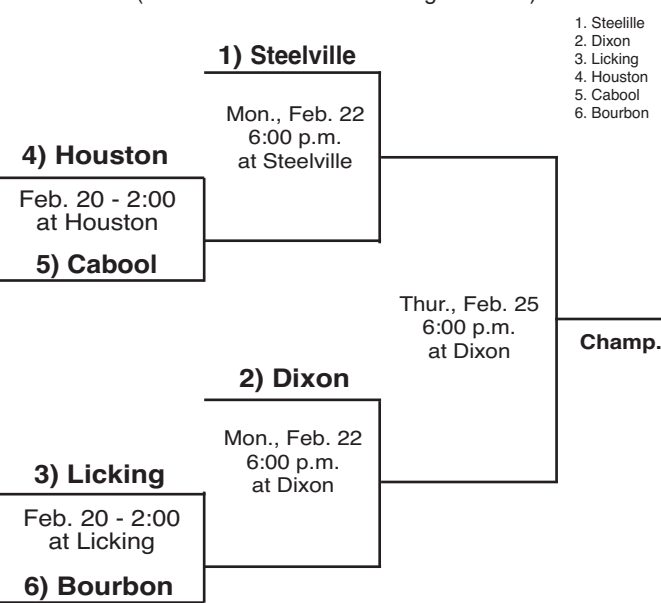 1. Steelille
2. Dixon
3. Licking
4. Houston
5. Cabool
6. Bourbon
1) Steelville
Mon., Feb. 22
6:00 p.m.
at Steelville
4) Houston
Feb. 20 - 2:00
at Houston
5) Cabool
Thur., Feb. 25
6:00 p.m.
at Dixon
Champ.
2) Dixon
Mon., Feb. 22
6:00 p.m.
at Dixon
3) Licking
Feb. 20 - 2:00
at Licking
6) Bourbon